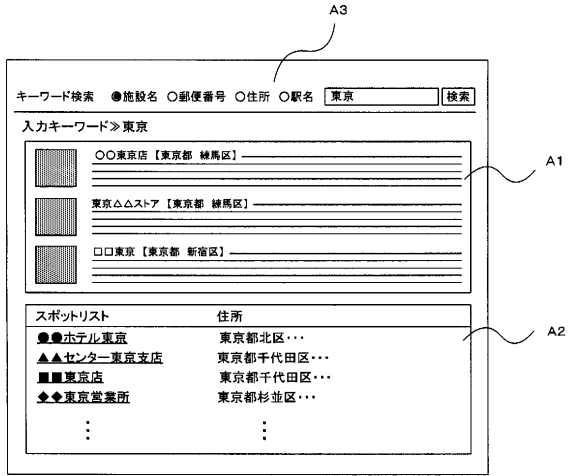 A3
キーワード検索 ●施設名 ○郵便番号 ○住所 ○駅名 東京 検索
入力キーワード≫東京
○○東京店【東京都 練馬区】
A1
東京△△ストア【東京都 練馬区】
□□東京【東京都 新宿区】
スポットリスト 住所
A2
●●ホテル東京 東京都北区・・・
▲▲センター東京支店 東京都千代田区・・・
■■東京店 東京都千代田区・・・
◆◆東京営業所 東京都杉並区・・・
⋮ ⋮